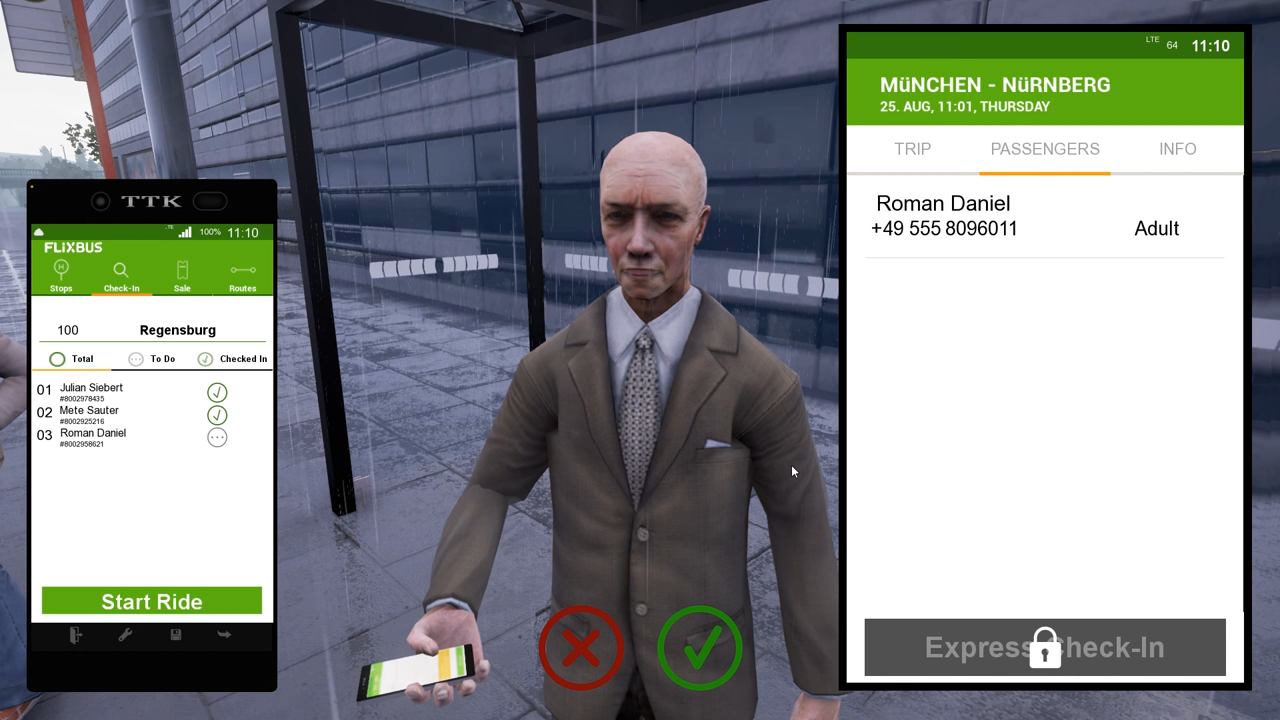 TTK
LTE
100%
11:10
FLiXBUS
H
Stops
Check-In
Sale
Routes
100
Regensburg
Total
To Do
Checked In
01
Julian Siebert
#8002978435
02
Mete Sauter
#8002925216
03
Roman Daniel
#8002958621
Start Ride
LTE
64
11:10
MüNCHEN - NüRNBERG
25. AUG, 11:01, THURSDAY
TRIP
PASSENGERS
INFO
Roman Daniel
+49 555 8096011
Adult
Express Check-In